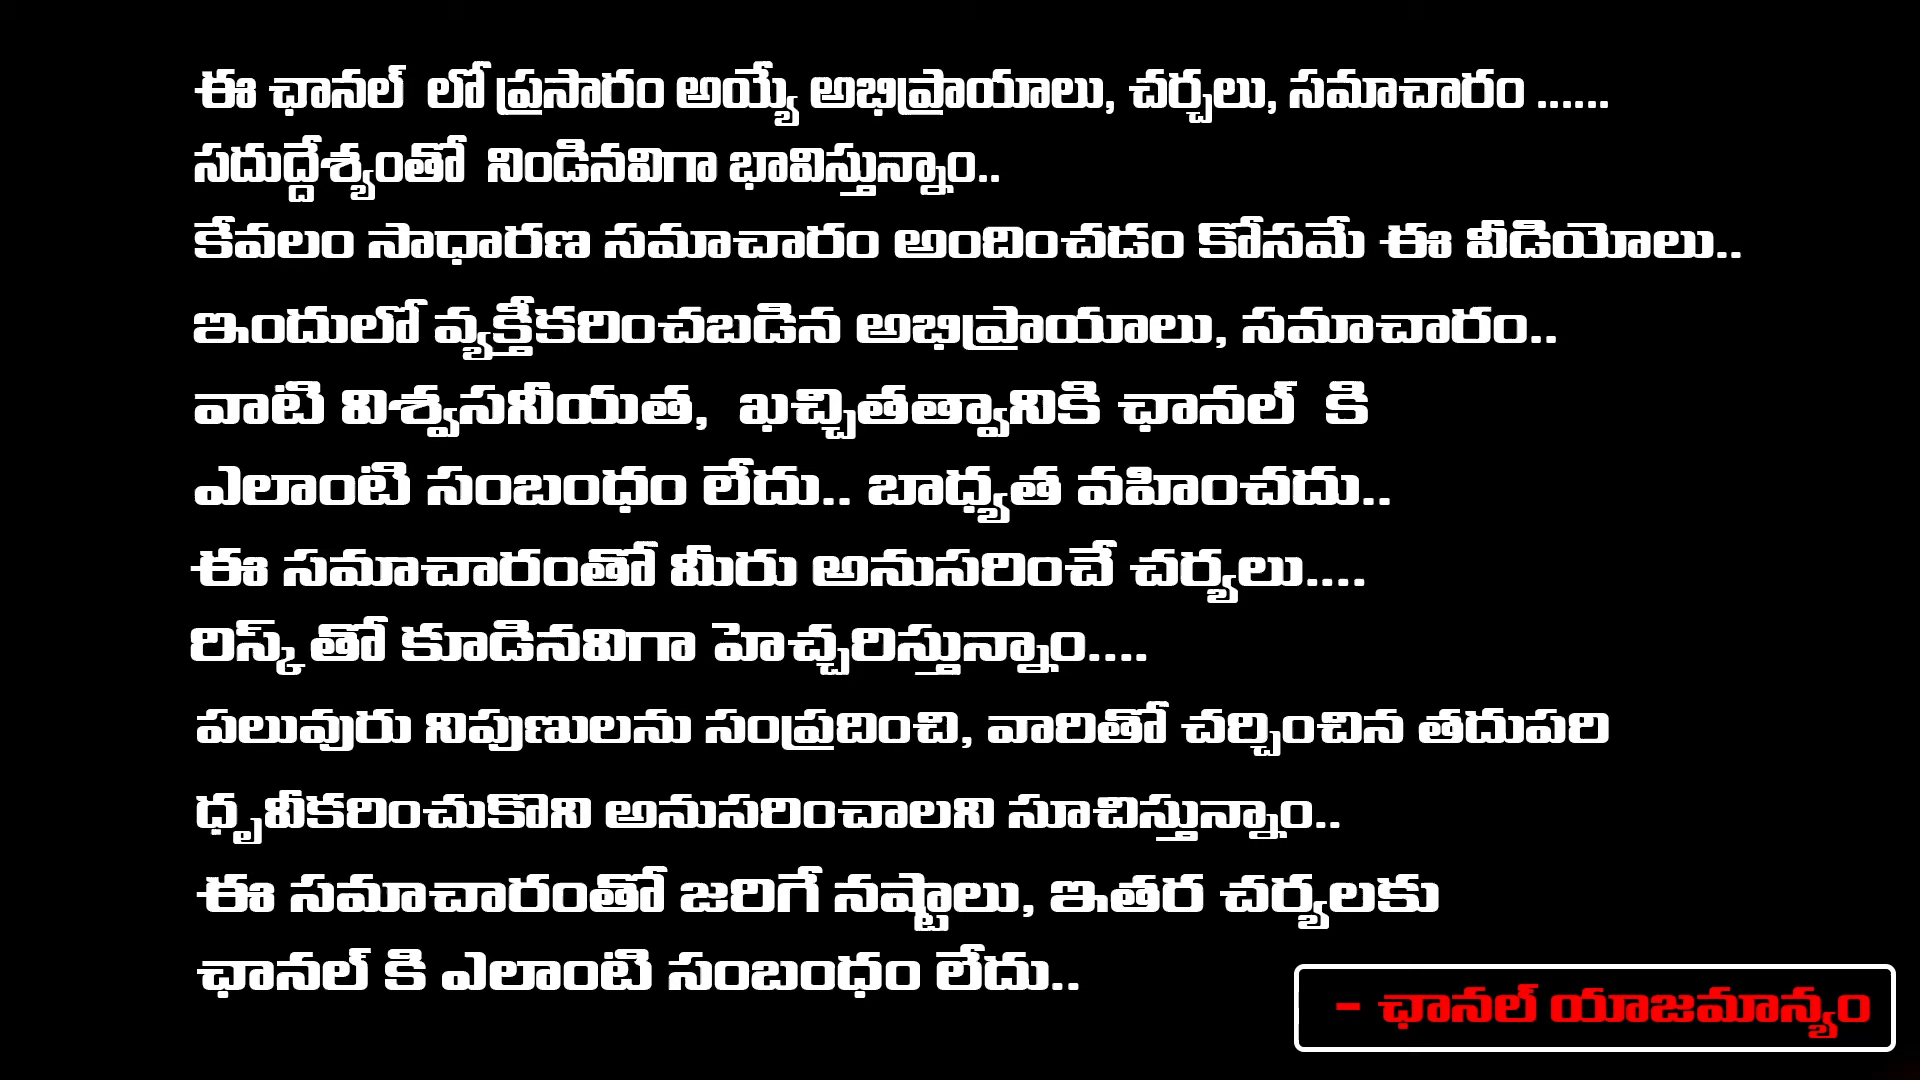 ఈ ఛానల్ లో ప్రసారం అయ్యే అభిప్రాయాలు, చర్చలు, సమాచారం ......
సదుద్దేశ్యంతో నిండినవిగా భావిస్తున్నాం..
కేవలం సాధారణ సమాచారం అందించడం కోసమే ఈ వీడియోలు..
ఇందులో వ్యక్తీకరించబడిన అభిప్రాయాలు, సమాచారం..
వాటి విశ్వసనీయత, ఖచ్చితత్వానికి ఛానల్ కి
ఎలాంటి సంబంధం లేదు.. బాధ్యత వహించదు..
ఈ సమాచారంతో మీరు అనుసరించే చర్యలు....
రిస్క్ తో కూడినవిగా హెచ్చరిస్తున్నాం....
పలువురు నిపుణులను సంప్రదించి, వారితో చర్చించిన తదుపరి
ధృవీకరించుకొని అనుసరించాలని సూచిస్తున్నాం..
ఈ సమాచారంతో జరిగే నష్టాలు, ఇతర చర్యలకు
ఛానల్ కి ఎలాంటి సంబంధం లేదు..
- ఛానల్ యాజమాన్యం